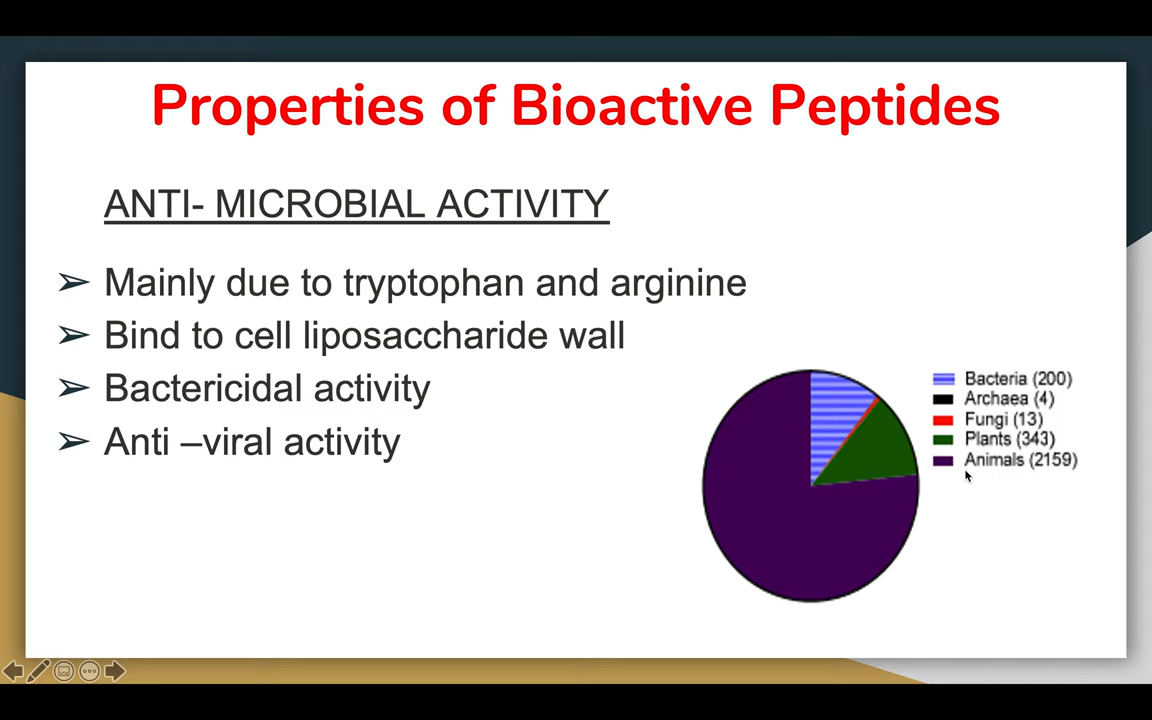 Properties of Bioactive Peptides
ANTI- MICROBIAL ACTIVITY
➢ Mainly due to tryptophan and arginine
➢ Bind to cell liposaccharide wall
➢ Bactericidal activity
➢ Anti –viral activity
Bacteria (200)
Archaea (4)
Fungi (13)
Plants (343)
Animals (2159)